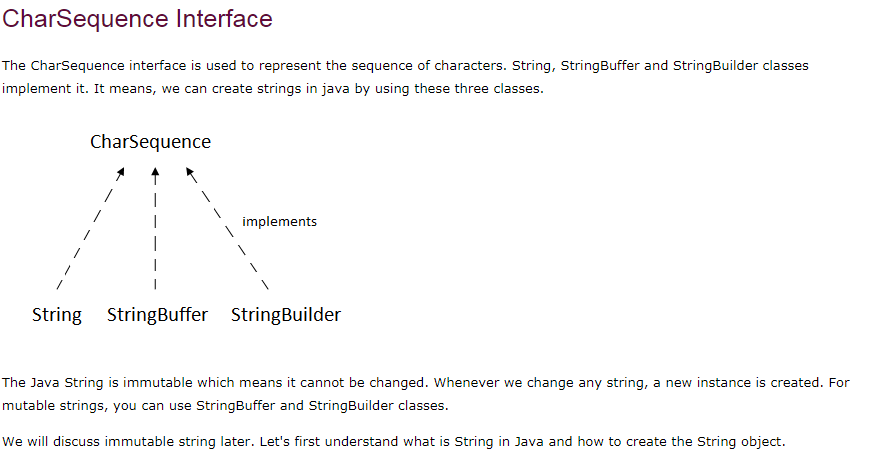 CharSequence Interface
The CharSequence interface is used to represent the sequence of characters. String, StringBuffer and StringBuilder classes
implement it. It means, we can create strings in java by using these three classes.
CharSequence
implements
String StringBuffer StringBuilder
The Java String is immutable which means it cannot be changed. Whenever we change any string, a new instance is created. For
mutable strings, you can use StringBuffer and StringBuilder classes.
We will discuss immutable string later. Let's first understand what is String in Java and how to create the String object.